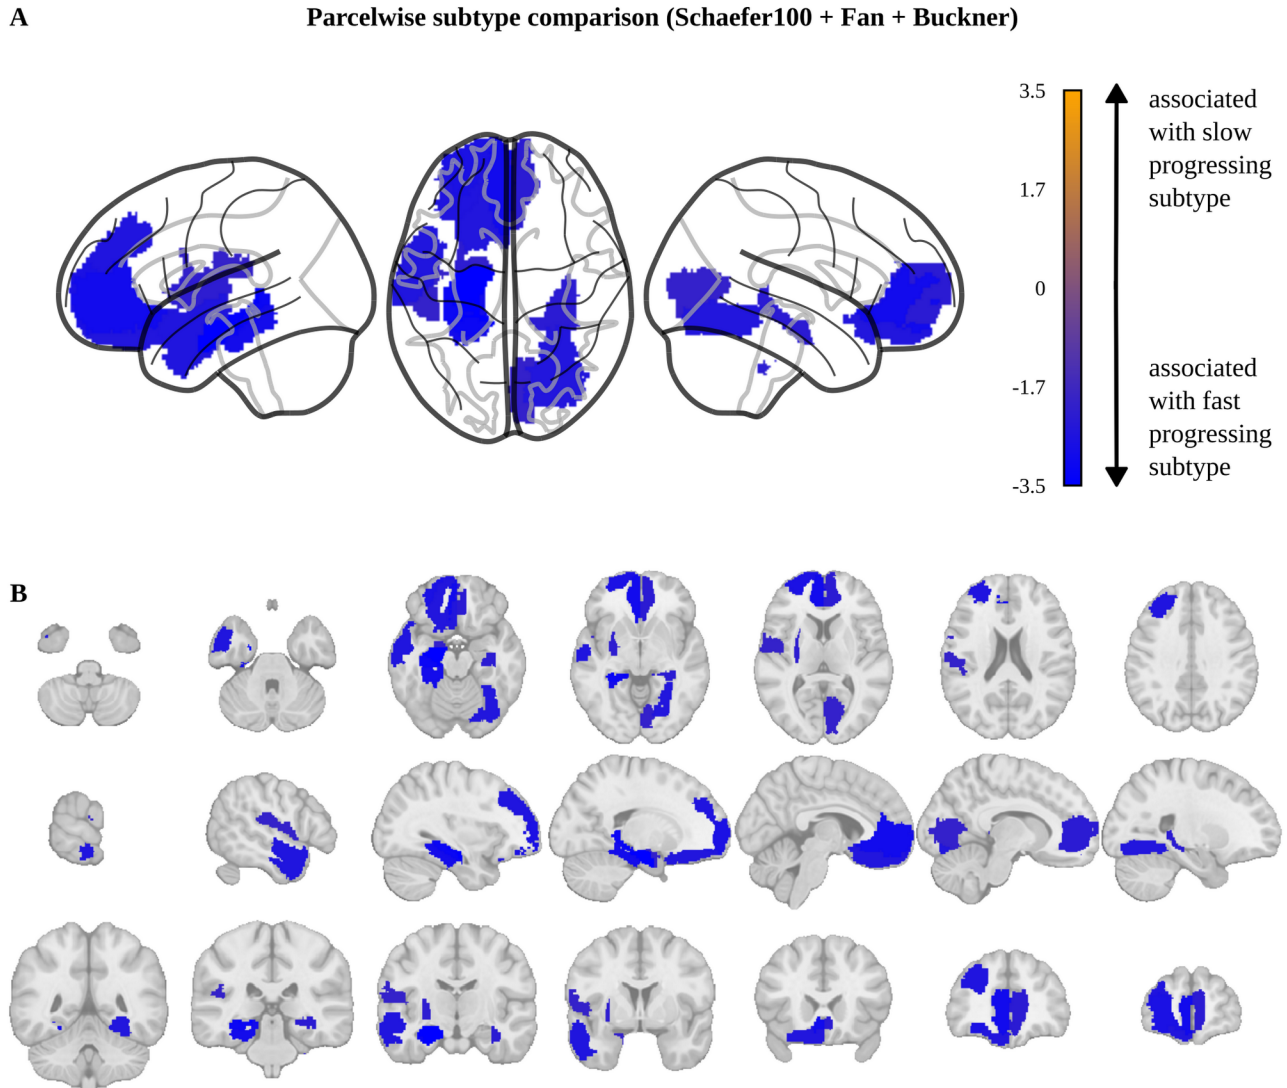 A
Parcelwise subtype comparison (Schaefer100 + Fan + Buckner)
3.5
1.7
0
-1.7
-3.5
associated
with slow
progressing
subtype
associated
with fast
progressing
subtype
B